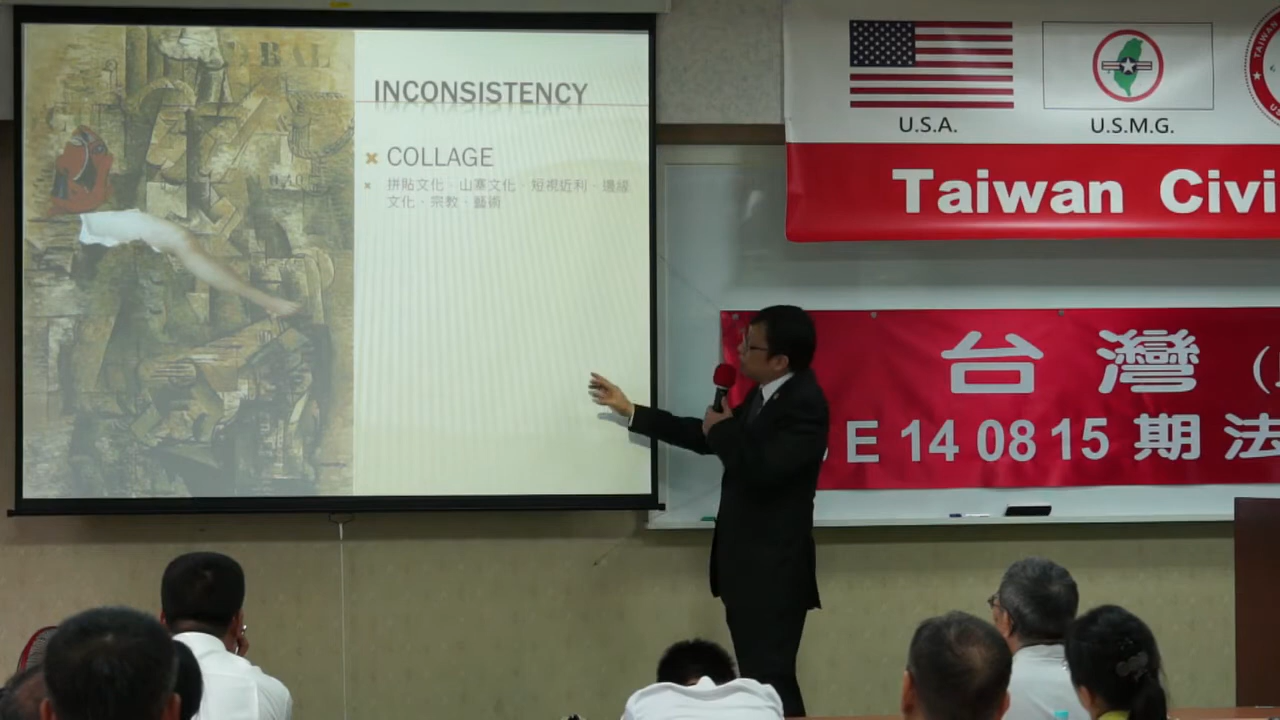 INCONSISTENCY
COLLAGE
拼貼文化、山寨文化、短視近利、邊緣
文化、宗教、藝術
BAL
U.S.A.
U.S.M.G.
TAIWAN
Taiwan Civi
台灣(
E 14 08 15 期 法